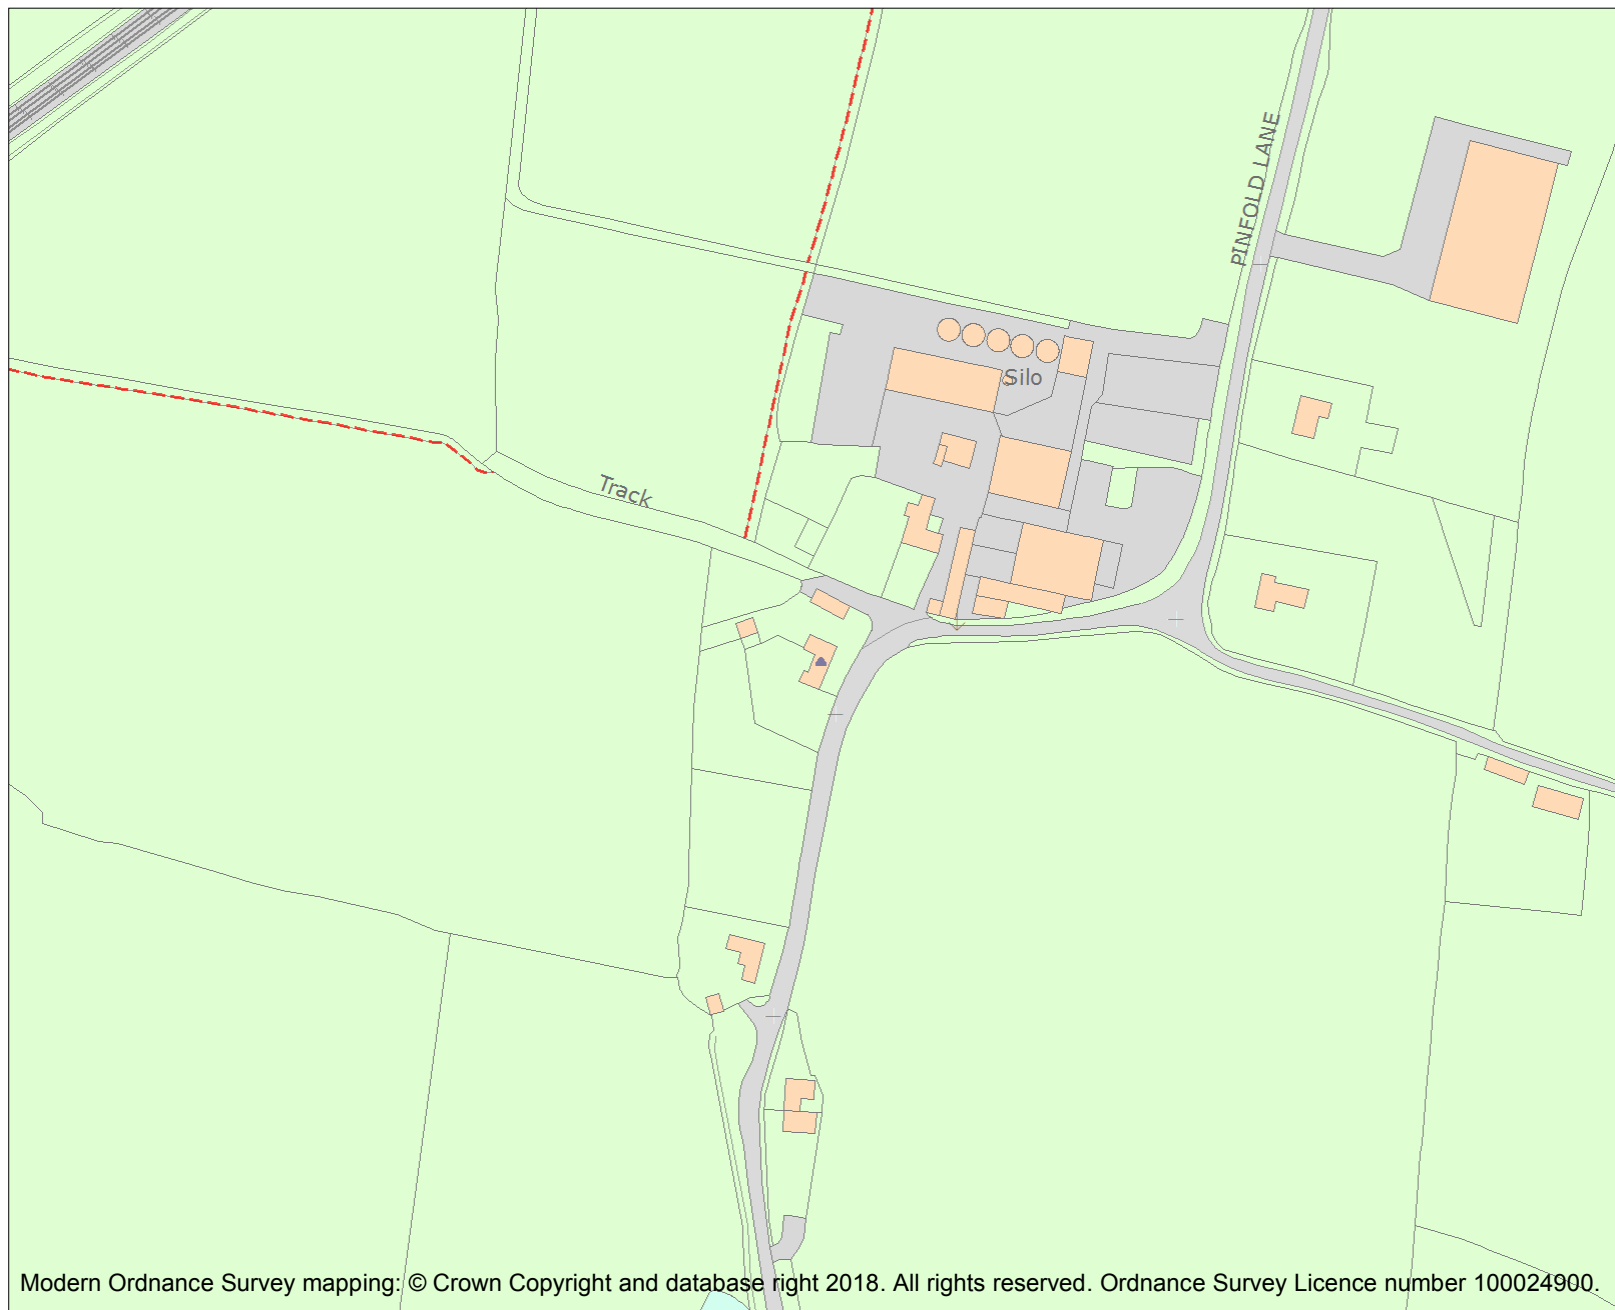 PINFOLD LANE
Silo
Track
Modern Ordnance Survey mapping: © Crown Copyright and database right 2018. All rights reserved. Ordnance Survey Licence number 100024900.